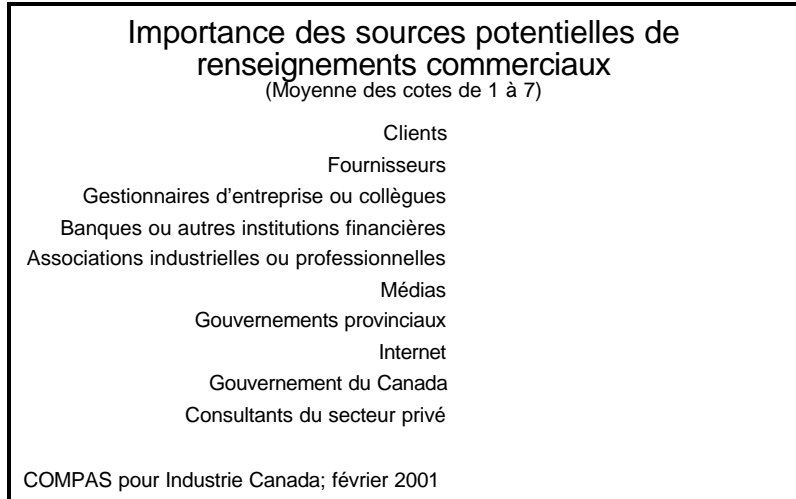 Importance des sources potentielles de
renseignements commerciaux
(Moyenne des cotes de 1 à 7)
Clients
Fournisseurs
Gestionnaires d'entreprise ou collègues
Banques ou autres institutions financières
Associations industrielles ou professionnelles
Médias
Gouvernements provinciaux
Internet
Gouvernement du Canada
Consultants du secteur privé
COMPAS pour Industrie Canada; février 2001